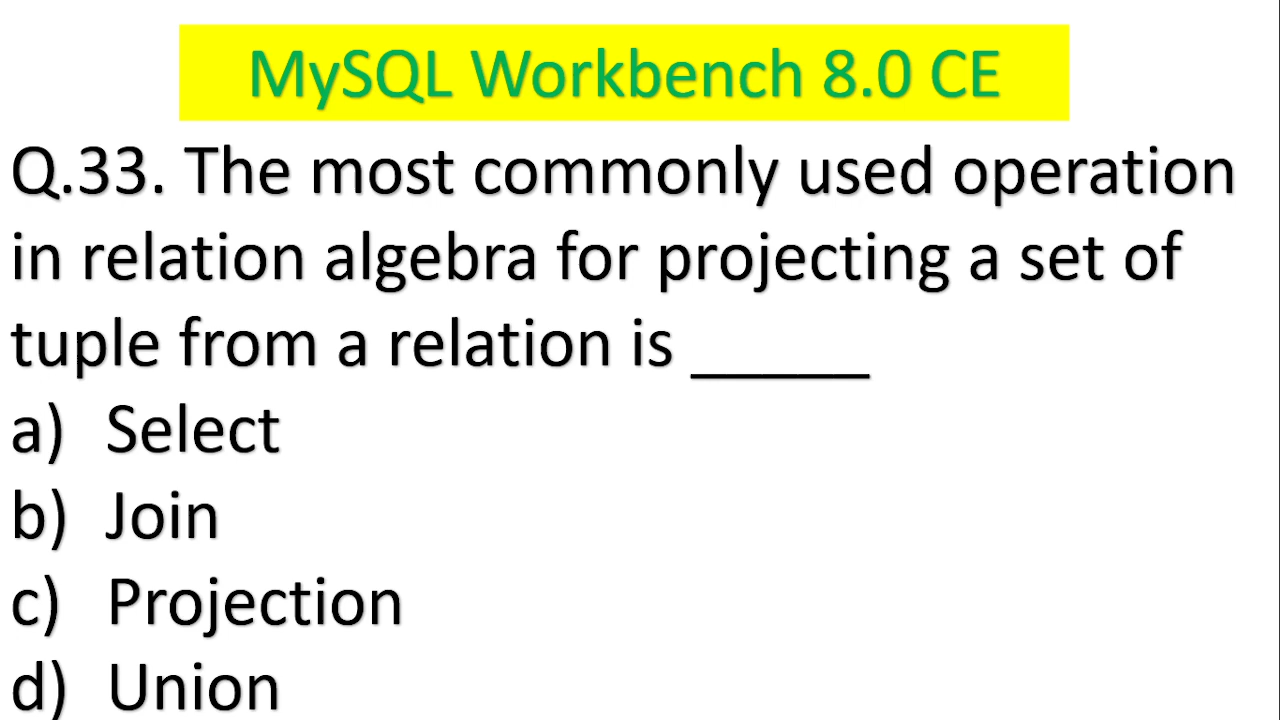 MySQL Workbench 8.0 CE
Q.33. The most commonly used operation
in relation algebra for projecting a set of
tuple from a relation is _____
a) Select
b) Join
c) Projection
d) Union